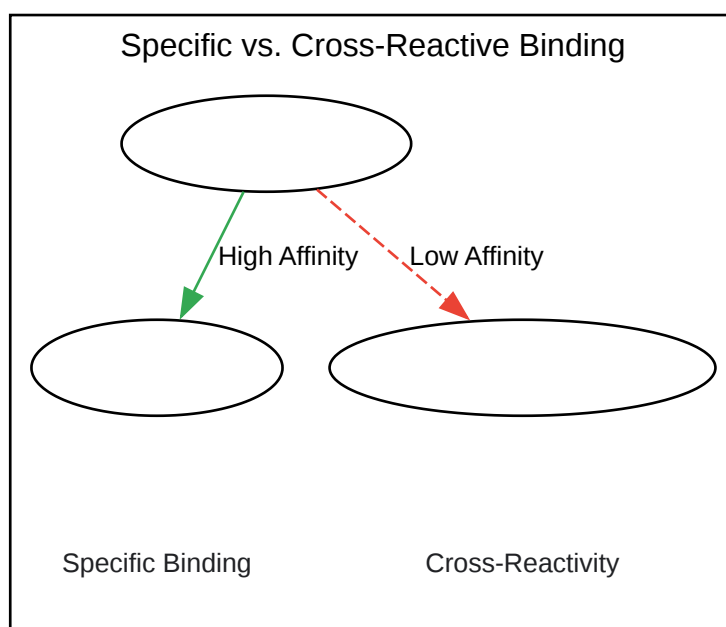 Specific vs. Cross-Reactive Binding
High Affinity
Low Affinity
Specific Binding
Cross-Reactivity